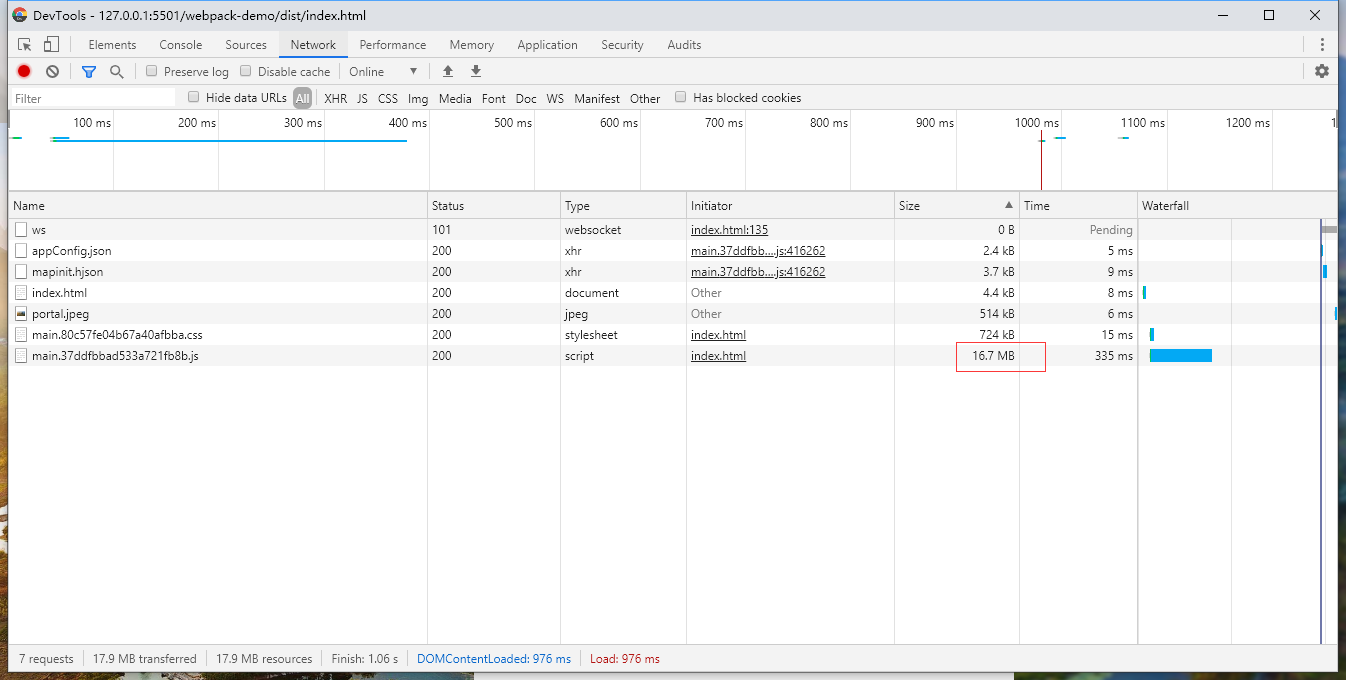 DevTools - 127.0.0.1:5501/webpack-demo/dist/index.html
Elements Console Sources Network Performance Memory Application Security Audits
Preserve log Disable cache Online
Filter Hide data URLs All XHR JS CSS Img Media Font Doc WS Manifest Other Has blocked cookies
100 ms 200 ms 300 ms 400 ms 500 ms 600 ms 700 ms 800 ms 900 ms 1000 ms 1100 ms 1200 ms 1
Name Status Type Initiator Size Time Waterfall
ws 101 websocket index.html:135 0 B Pending
appConfig.json 200 xhr main.37ddfbb....js:416262 2.4 kB 5 ms
mapinit.hjson 200 xhr main.37ddfbb....js:416262 3.7 kB 9 ms
index.html 200 document Other 4.4 kB 8 ms
portal.jpeg 200 jpeg Other 514 kB 6 ms
main.80c57fe04b67a40afbba.css 200 stylesheet index.html 724 kB 15 ms
main.37ddfbbad533a721fb8b.js 200 script index.html 16.7 MB 335 ms
7 requests 17.9 MB transferred 17.9 MB resources Finish: 1.06 s DOMContentLoaded: 976 ms Load: 976 ms